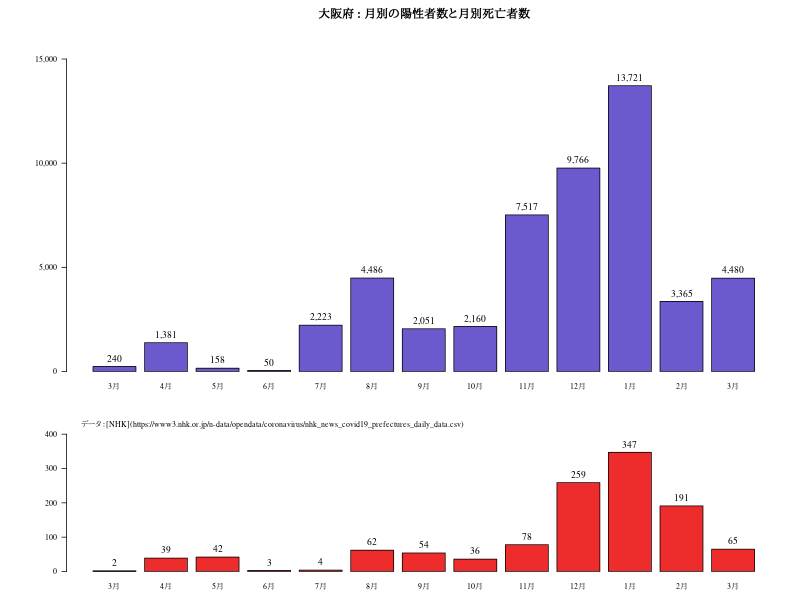 大阪府 : 月別の陽性者数と月別死亡者数
15,000
10,000
5,000
0
240 1,381 158 50 2,223 4,486 2,051 2,160 7,517 9,766 13,721 3,365 4,480
3月 4月 5月 6月 7月 8月 9月 10月 11月 12月 1月 2月 3月
データ : [NHK](https://www3.nhk.or.jp/n-data/opendata/coronavirus/nhk_news_covid19_prefectures_daily_data.csv)
400
300
200
100
0
2 39 42 3 4 62 54 36 78 259 347 191 65
3月 4月 5月 6月 7月 8月 9月 10月 11月 12月 1月 2月 3月